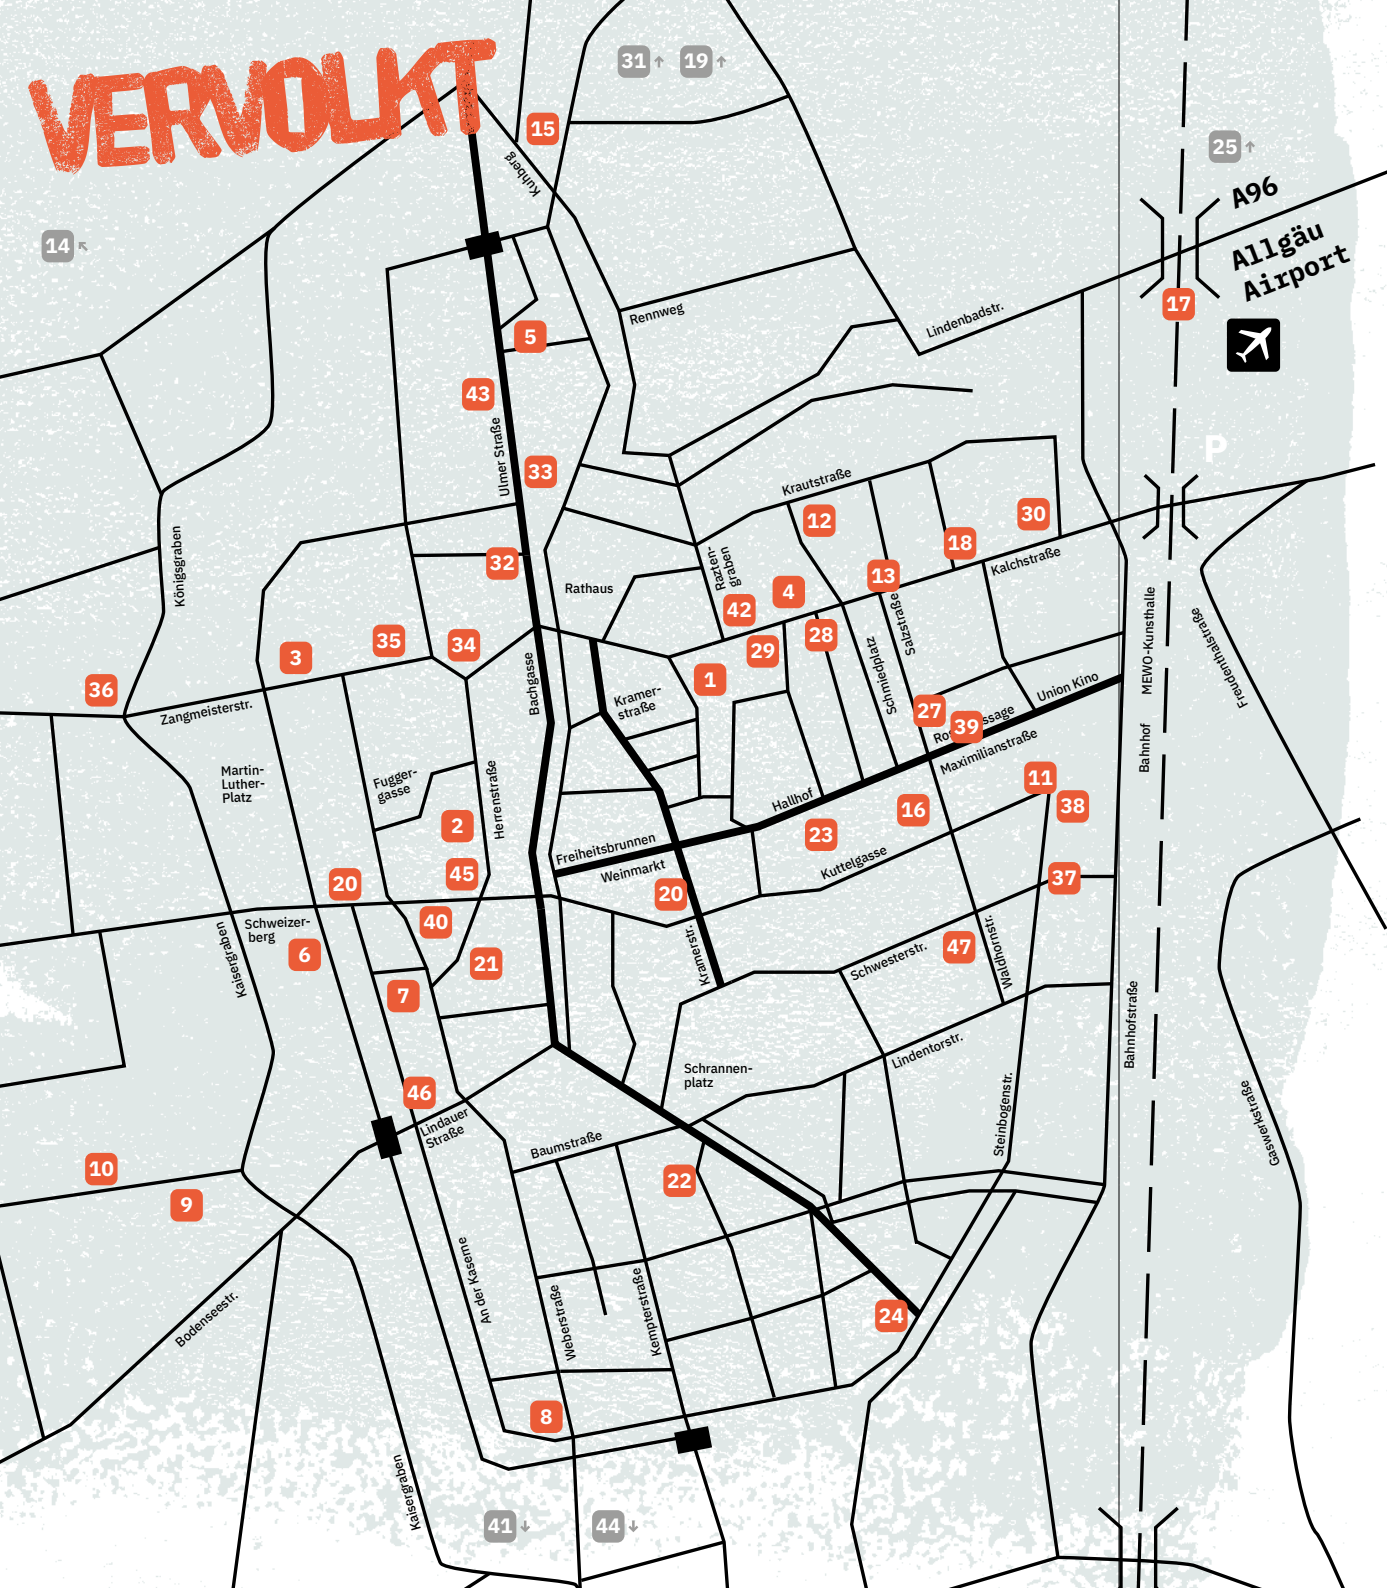 VERVOLKT
31
19
15
25
A96
Kuhberg
14
Allgäu
Airport
17
Rennweg
Lindenbadstr.
5
43
Ulmer Straße
33
P
Krautstraße
12
30
18
Kalchstraße
32
Königsgraben
Rathaus
Razten-
graben
13
4
42
Salzstraße
28
29
35
34
3
36
Zangmeisterstr.
Bachgasse
Kramer-
straße
1
Schmiedplatz
MEWO-Kunsthalle
Freudenthalstraße
Union Kino
27
39
Maximilianstraße
Bahnhof
Martin-
Luther-
Platz
Fugger-
gasse
Herrenstraße
2
Hallhof
11
38
16
23
Freiheitsbrunnen
Weinmarkt
Kuttelgasse
45
20
20
37
Schweizer-
berg
40
6
Kaisergraben
21
7
Kramerstr.
Schwesterstr.
47
Waldhornstr.
Bahnhofstraße
Schrannen-
platz
Lindentorstr.
46
Lindauer
Straße
Baumstraße
Steinbogenstr.
Gaswerkstraße
10
9
22
An der Kaserne
Weberstraße
Kempterstraße
Bodenseestr.
24
8
Kaisergraben
41
44